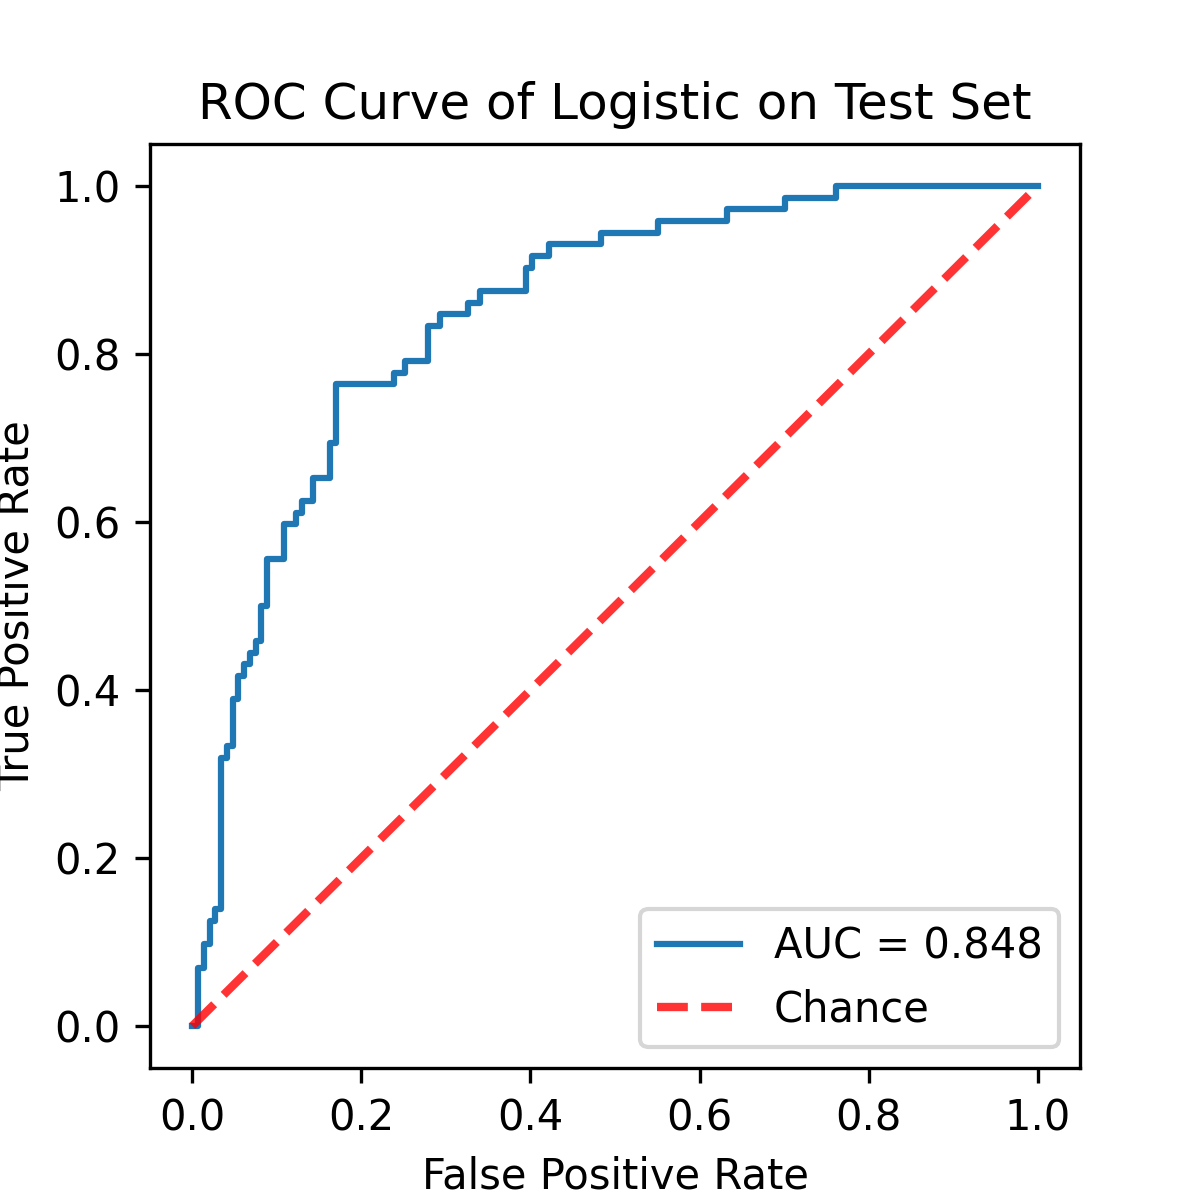 ROC Curve of Logistic on Test Set
True Positive Rate
1.0
0.8
0.6
0.4
0.2
0.0
AUC = 0.848
Chance
0.0 0.2 0.4 0.6 0.8 1.0
False Positive Rate